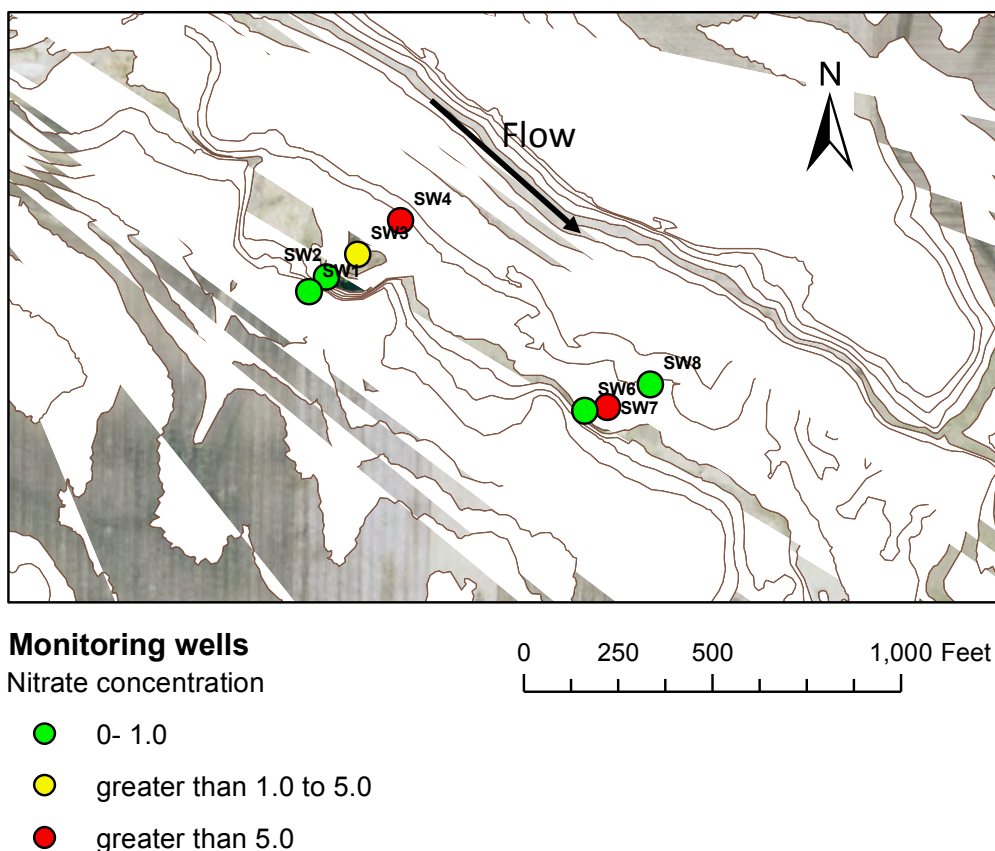 N
Flow
SW4
SW3
SW2
SW1
SW8
SW6
SW7
Monitoring wells
Nitrate concentration
0 250 500 1,000 Feet
0- 1.0
greater than 1.0 to 5.0
greater than 5.0